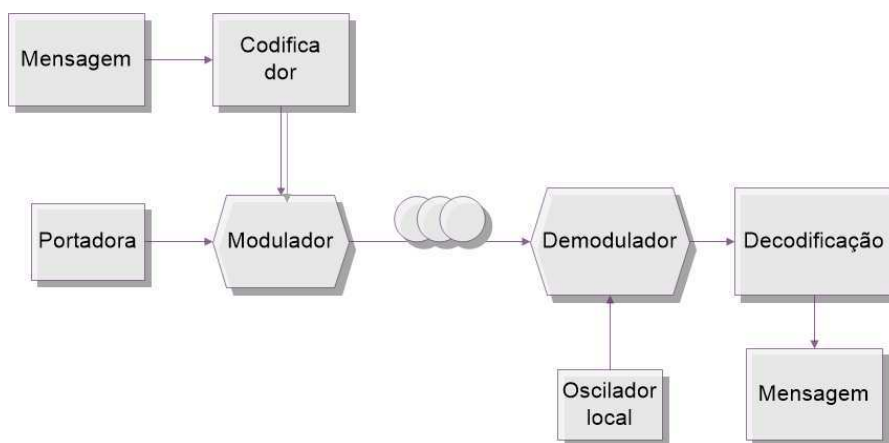 Mensagem
Codifica
dor
Portadora
Modulador
Demodulador
Decodificação
Oscilador
local
Mensagem